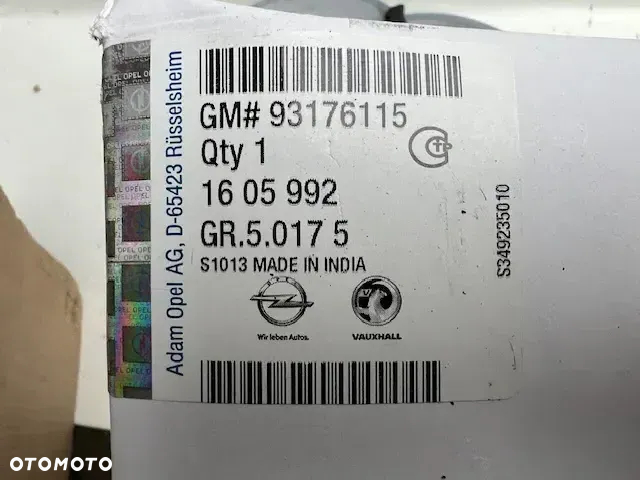 GM# 93176115
Qty 1
16 05 992
GR.5.017 5
S1013 MADE IN INDIA
Wir leben Autos.
VAUXHALL
Adam Opel AG, D-65423 Rüsselsheim
S349235010
OTOMOTO